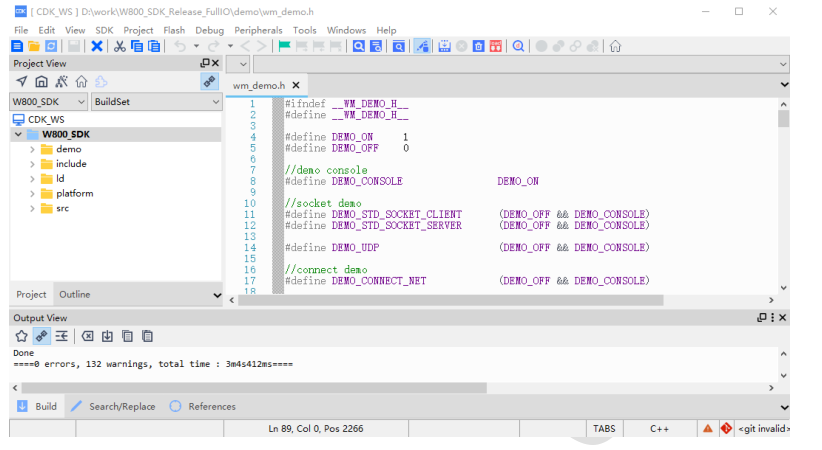 [ CDK_WS ] D:\work\W800_SDK_Release_FullIO\demo\wm_demo.h
File Edit View SDK Project Flash Debug Peripherals Tools Windows Help
Project View
wm_demo.h
W800_SDK BuildSet
CDK_WS
W800_SDK
demo
include
ld
platform
src
1 #ifndef __WM_DEMO_H__
2 #define __WM_DEMO_H__
3
4 #define DEMO_ON 1
5 #define DEMO_OFF 0
6
7 //demo console
8 #define DEMO_CONSOLE DEMO_ON
9
10 //socket demo
11 #define DEMO_STD_SOCKET_CLIENT (DEMO_OFF && DEMO_CONSOLE)
12 #define DEMO_STD_SOCKET_SERVER (DEMO_OFF && DEMO_CONSOLE)
13
14 #define DEMO_UDP (DEMO_OFF && DEMO_CONSOLE)
15
16 //connect demo
17 #define DEMO_CONNECT_NET (DEMO_OFF && DEMO_CONSOLE)
18
Project Outline
Output View
Done
====0 errors, 132 warnings, total time : 3m4s412ms====
Build Search/Replace References
Ln 89, Col 0, Pos 2266 TABS C++ <git invalid>